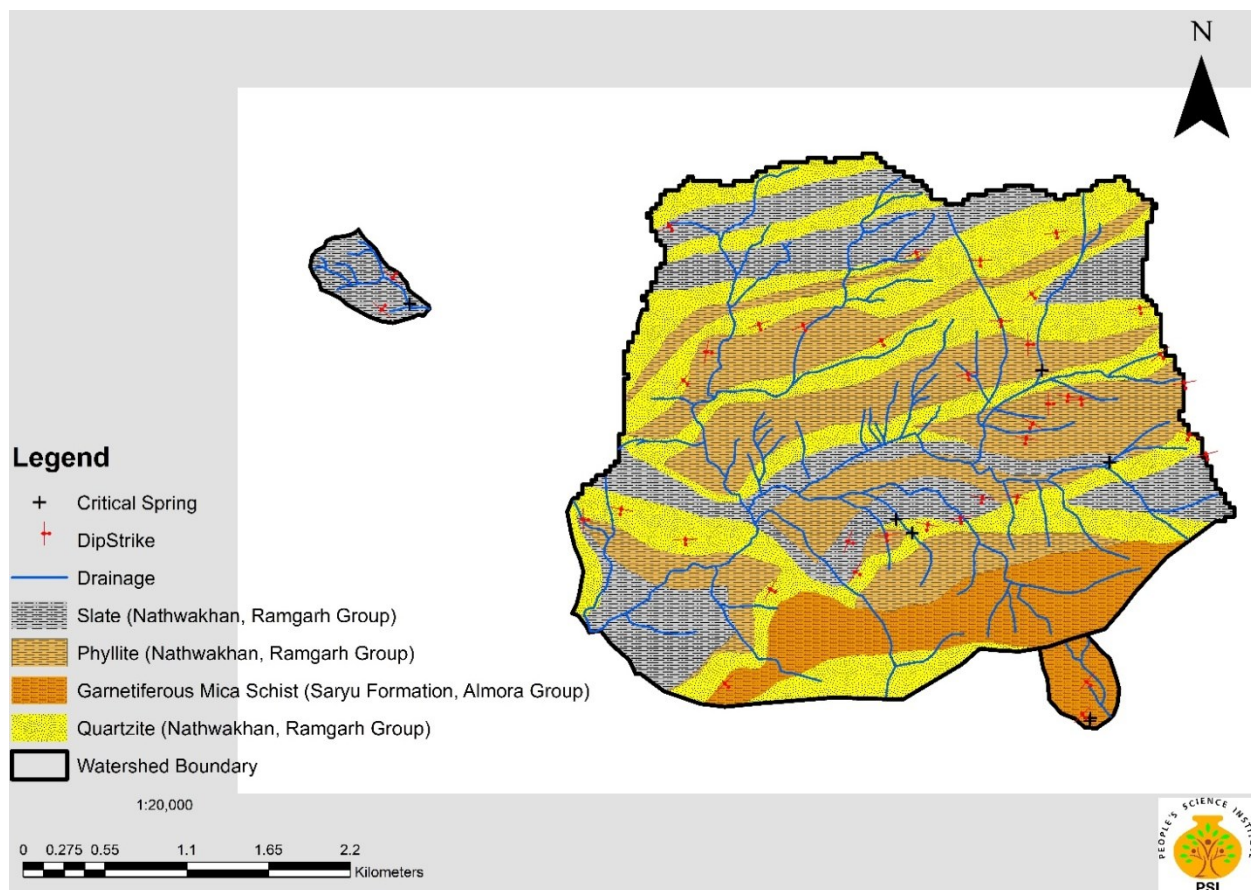 N
Legend
Critical Spring
DipStrike
Drainage
Slate (Nathwakhan, Ramgarh Group)
Phyllite (Nathwakhan, Ramgarh Group)
Garnetiferous Mica Schist (Saryu Formation, Almora Group)
Quartzite (Nathwakhan, Ramgarh Group)
Watershed Boundary
1:20,000
0 0.275 0.55 1.1 1.65 2.2
Kilometers
PEOPLE'S SCIENCE INSTITUTE
PSI